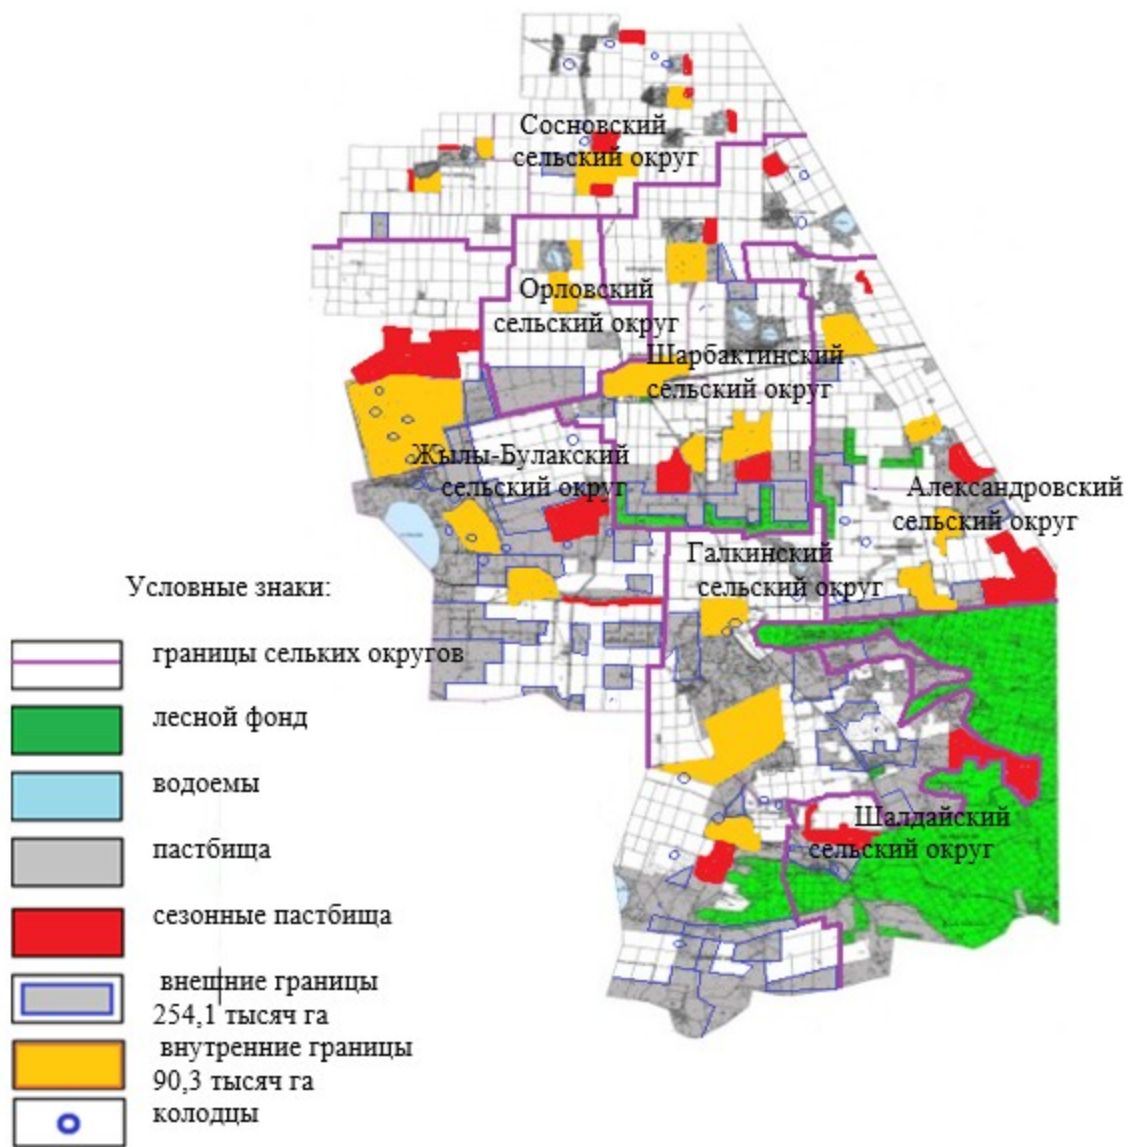 Сосновский
сельский округ
Орловский
сельский округ
Шарбактинский
сельский округ
Жылы-Булакский
сельский округ
Александровский
сельский округ
Галкинский
сельский округ
Шалдайский
сельский округ
Условные знаки:
границы сельких округов
лесной фонд
водоемы
пастбища
сезонные пастбища
внешние границы
254,1 тысяч га
внутренние границы
90,3 тысяч га
колодцы